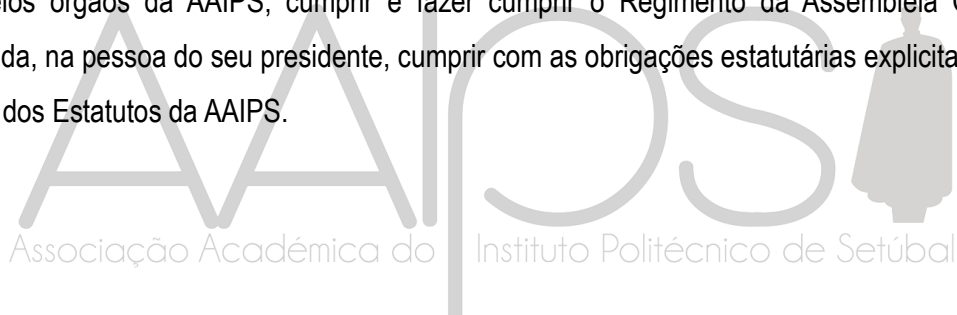 elos órgãos da AAIPS, cumprir e fazer cumprir o Regimento da Assembleia
da, na pessoa do seu presidente, cumprir com as obrigações estatutárias explicita
dos Estatutos da AAIPS.
AAIPS
Associação Académica do Instituto Politécnico de Setúbal